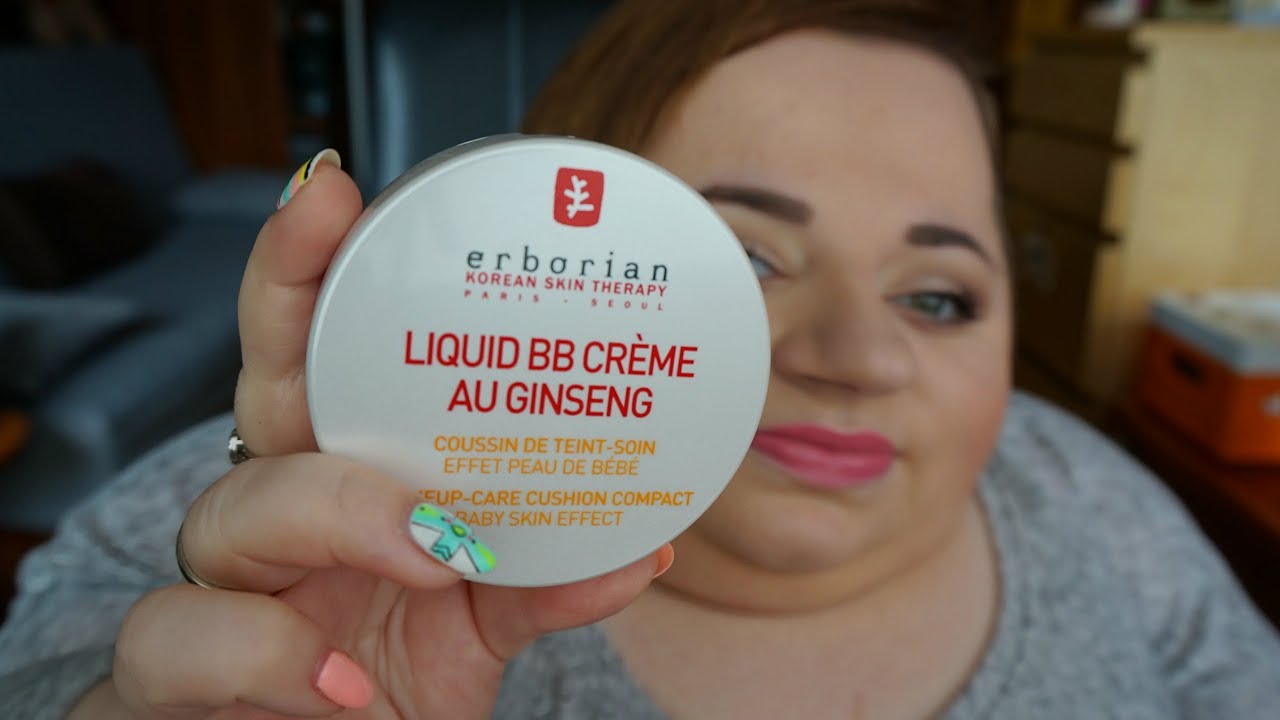 erborian
KOREAN SKIN THERAPY
PARIS - SEOUL
LIQUID BB CRÈME
AU GINSENG
COUSSIN DE TEINT-SOIN
EFFET PEAU DE BÉBÉ
CUSHION COMPACT
BABY SKIN EFFECT